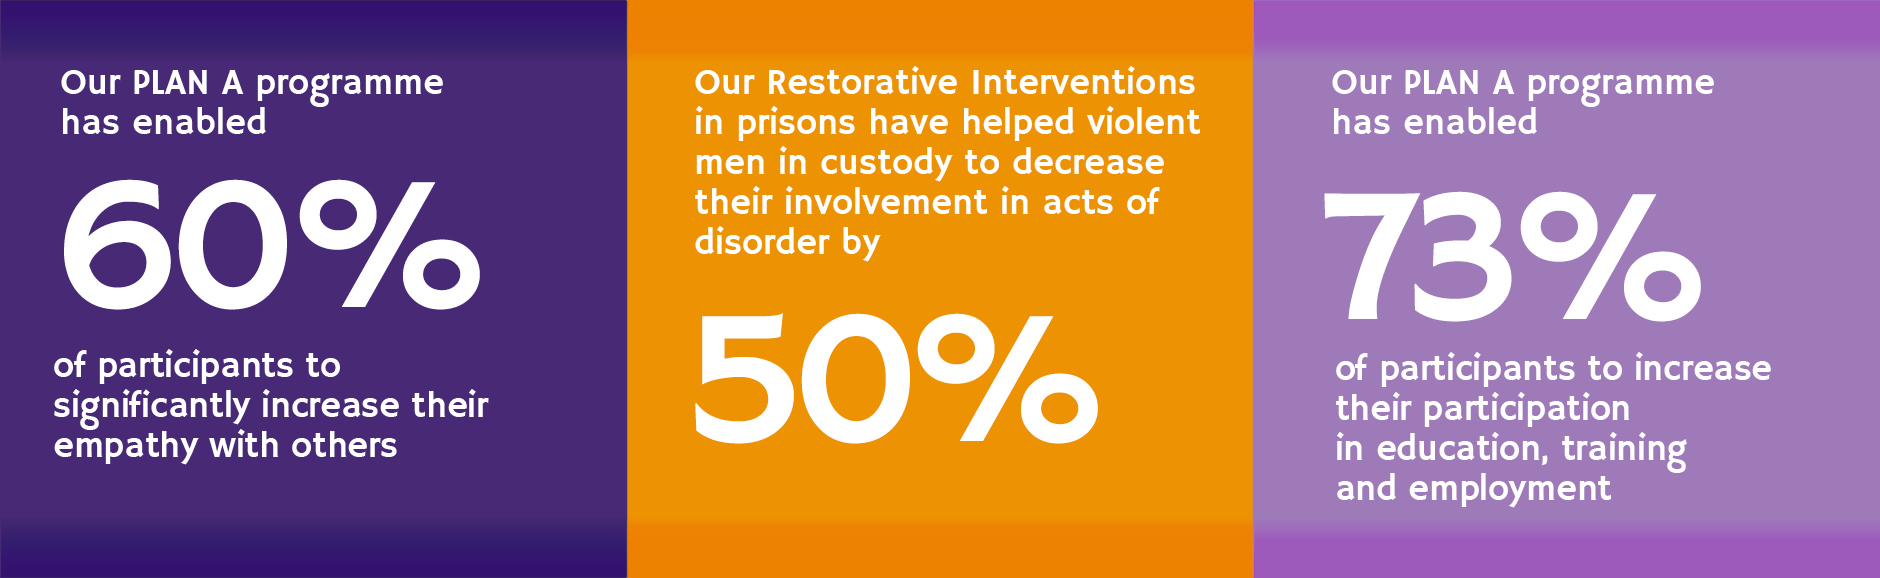 Our PLAN A programme
has enabled
60%
of participants to
significantly increase their
empathy with others
Our Restorative Interventions
in prisons have helped violent
men in custody to decrease
their involvement in acts of
disorder by
50%
Our PLAN A programme
has enabled
73%
of participants to increase
their participation
in education, training
and employment